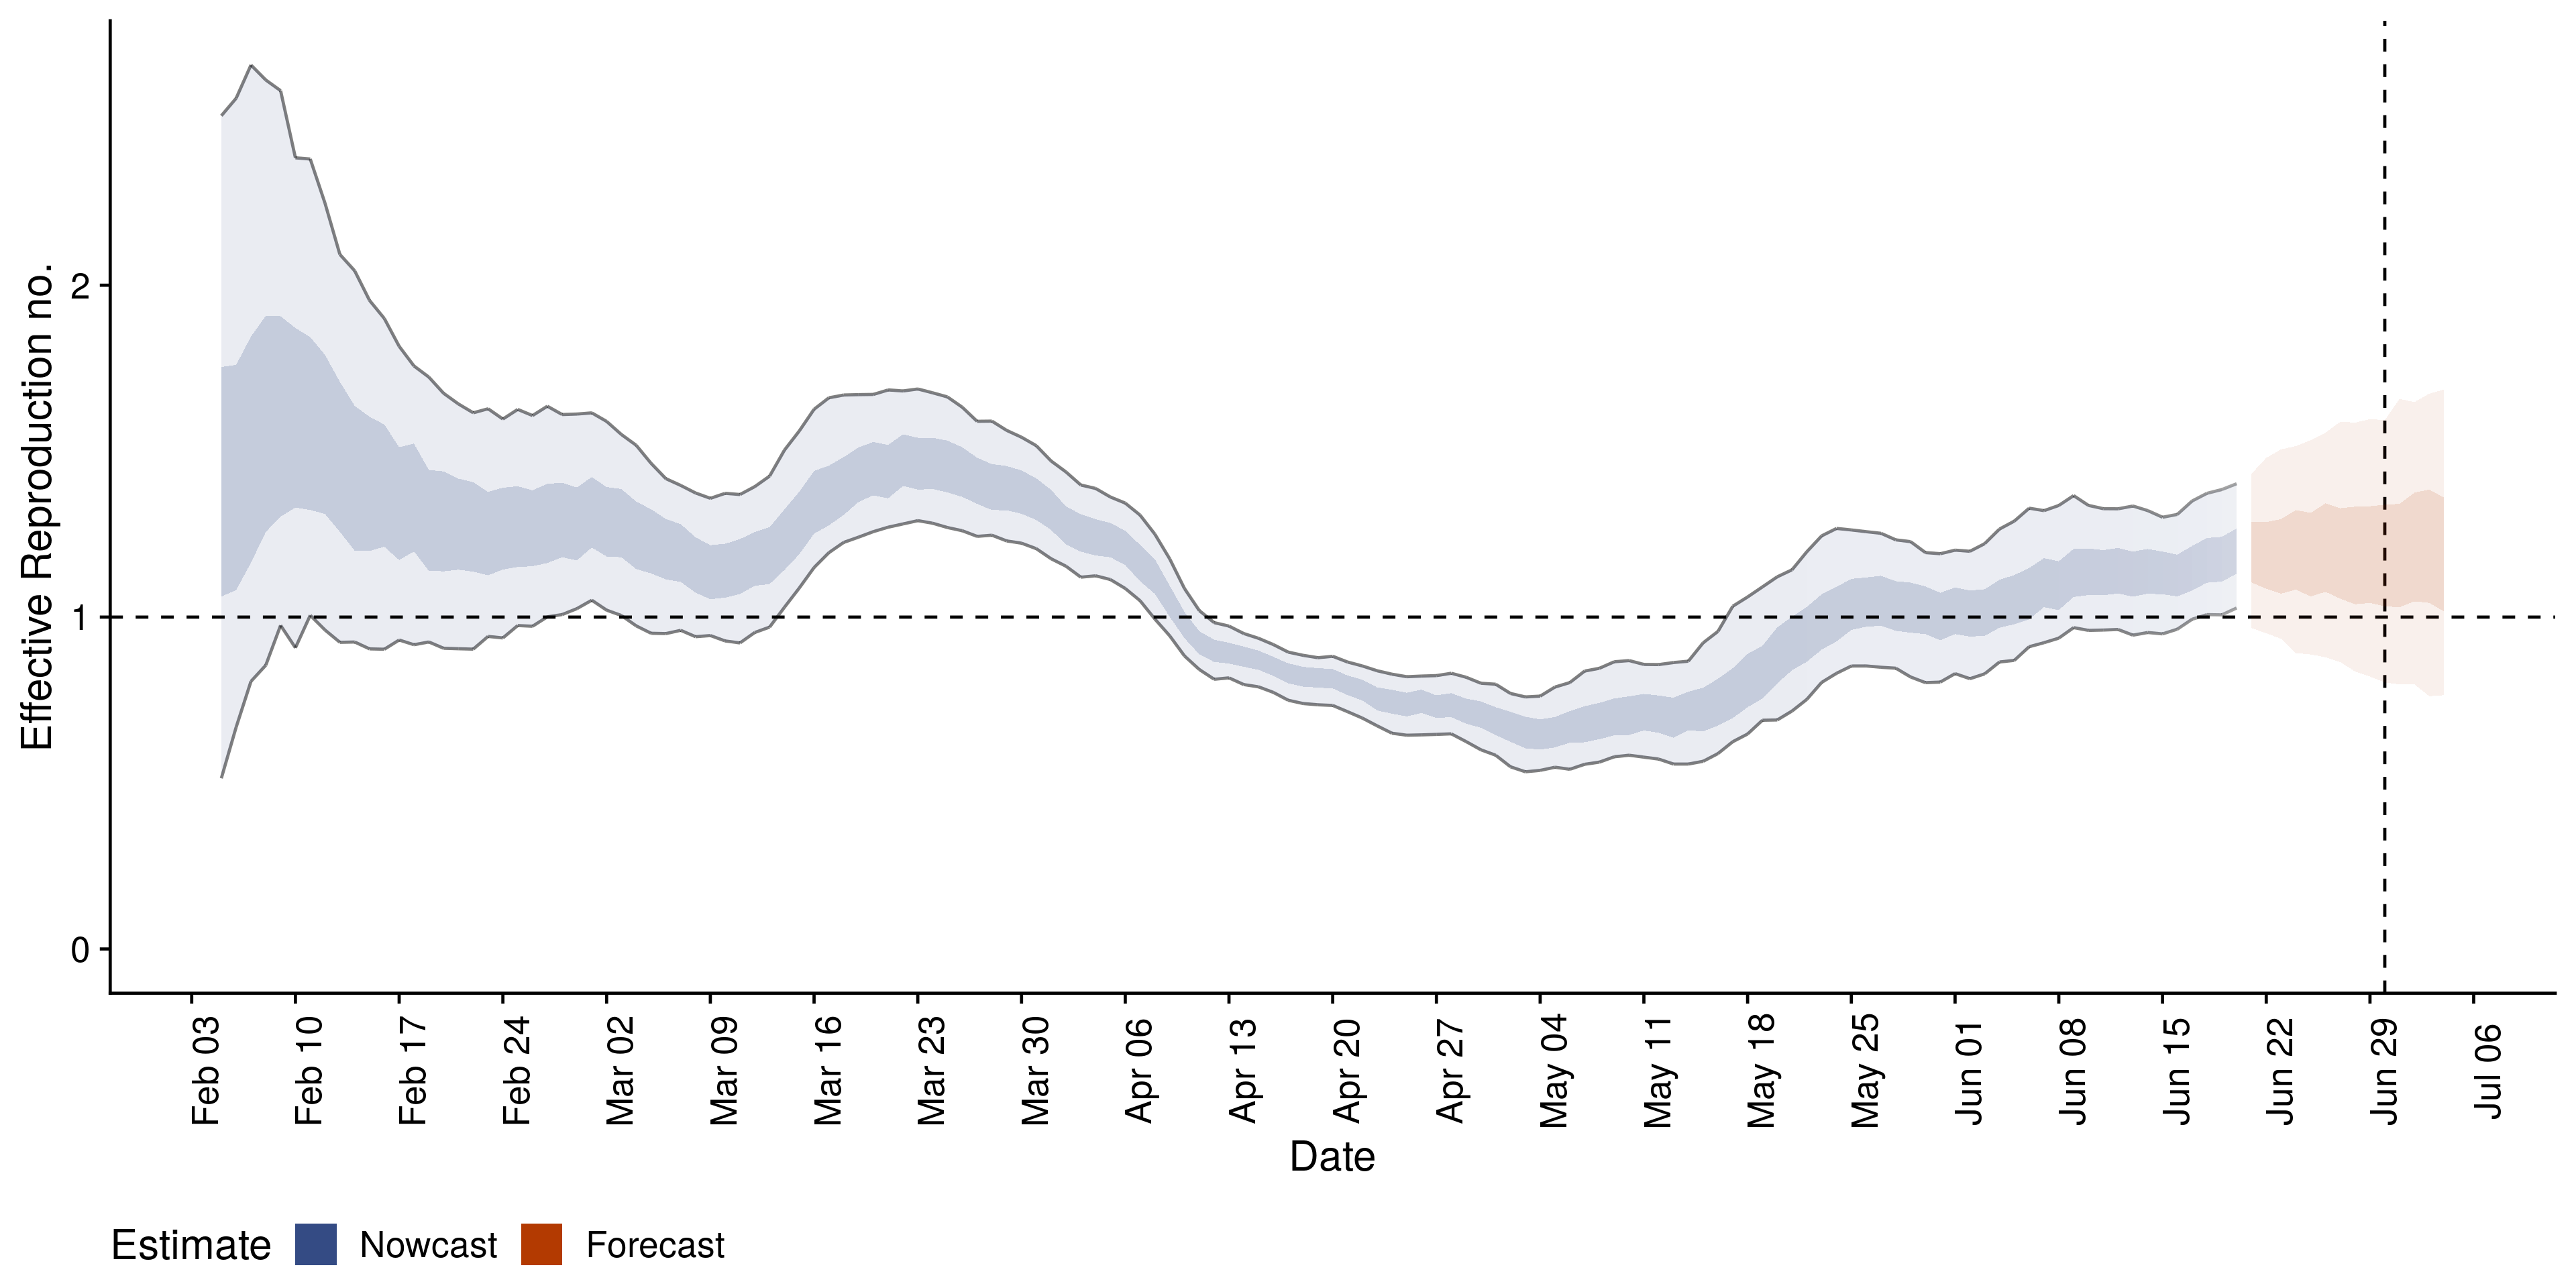 Effective Reproduction no.
2
1
0
Feb 03
Feb 10
Feb 17
Feb 24
Mar 02
Mar 09
Mar 16
Mar 23
Mar 30
Apr 06
Apr 13
Apr 20
Apr 27
May 04
May 11
May 18
May 25
Jun 01
Jun 08
Jun 15
Jun 22
Jun 29
Jul 06
Date
Estimate Nowcast Forecast